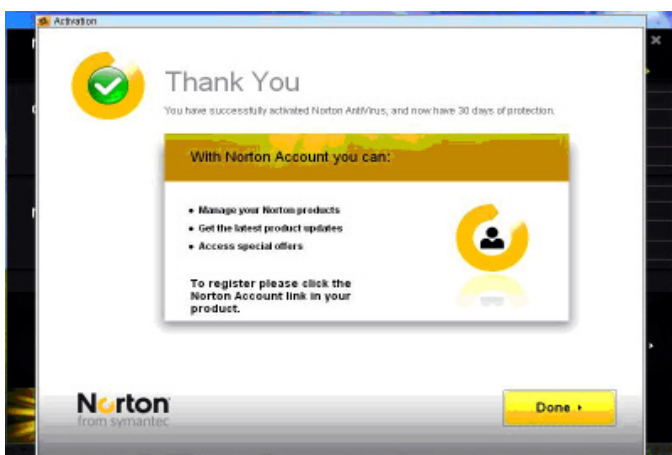 Activation
Thank You
You have successfully activated Norton AntiVirus, and now have 30 days of protection.
With Norton Account you can:
• Manage your Norton products
• Get the latest product updates
• Access special offers
To register please click the
Norton Account link in your
product.
Norton
from symantec
Done